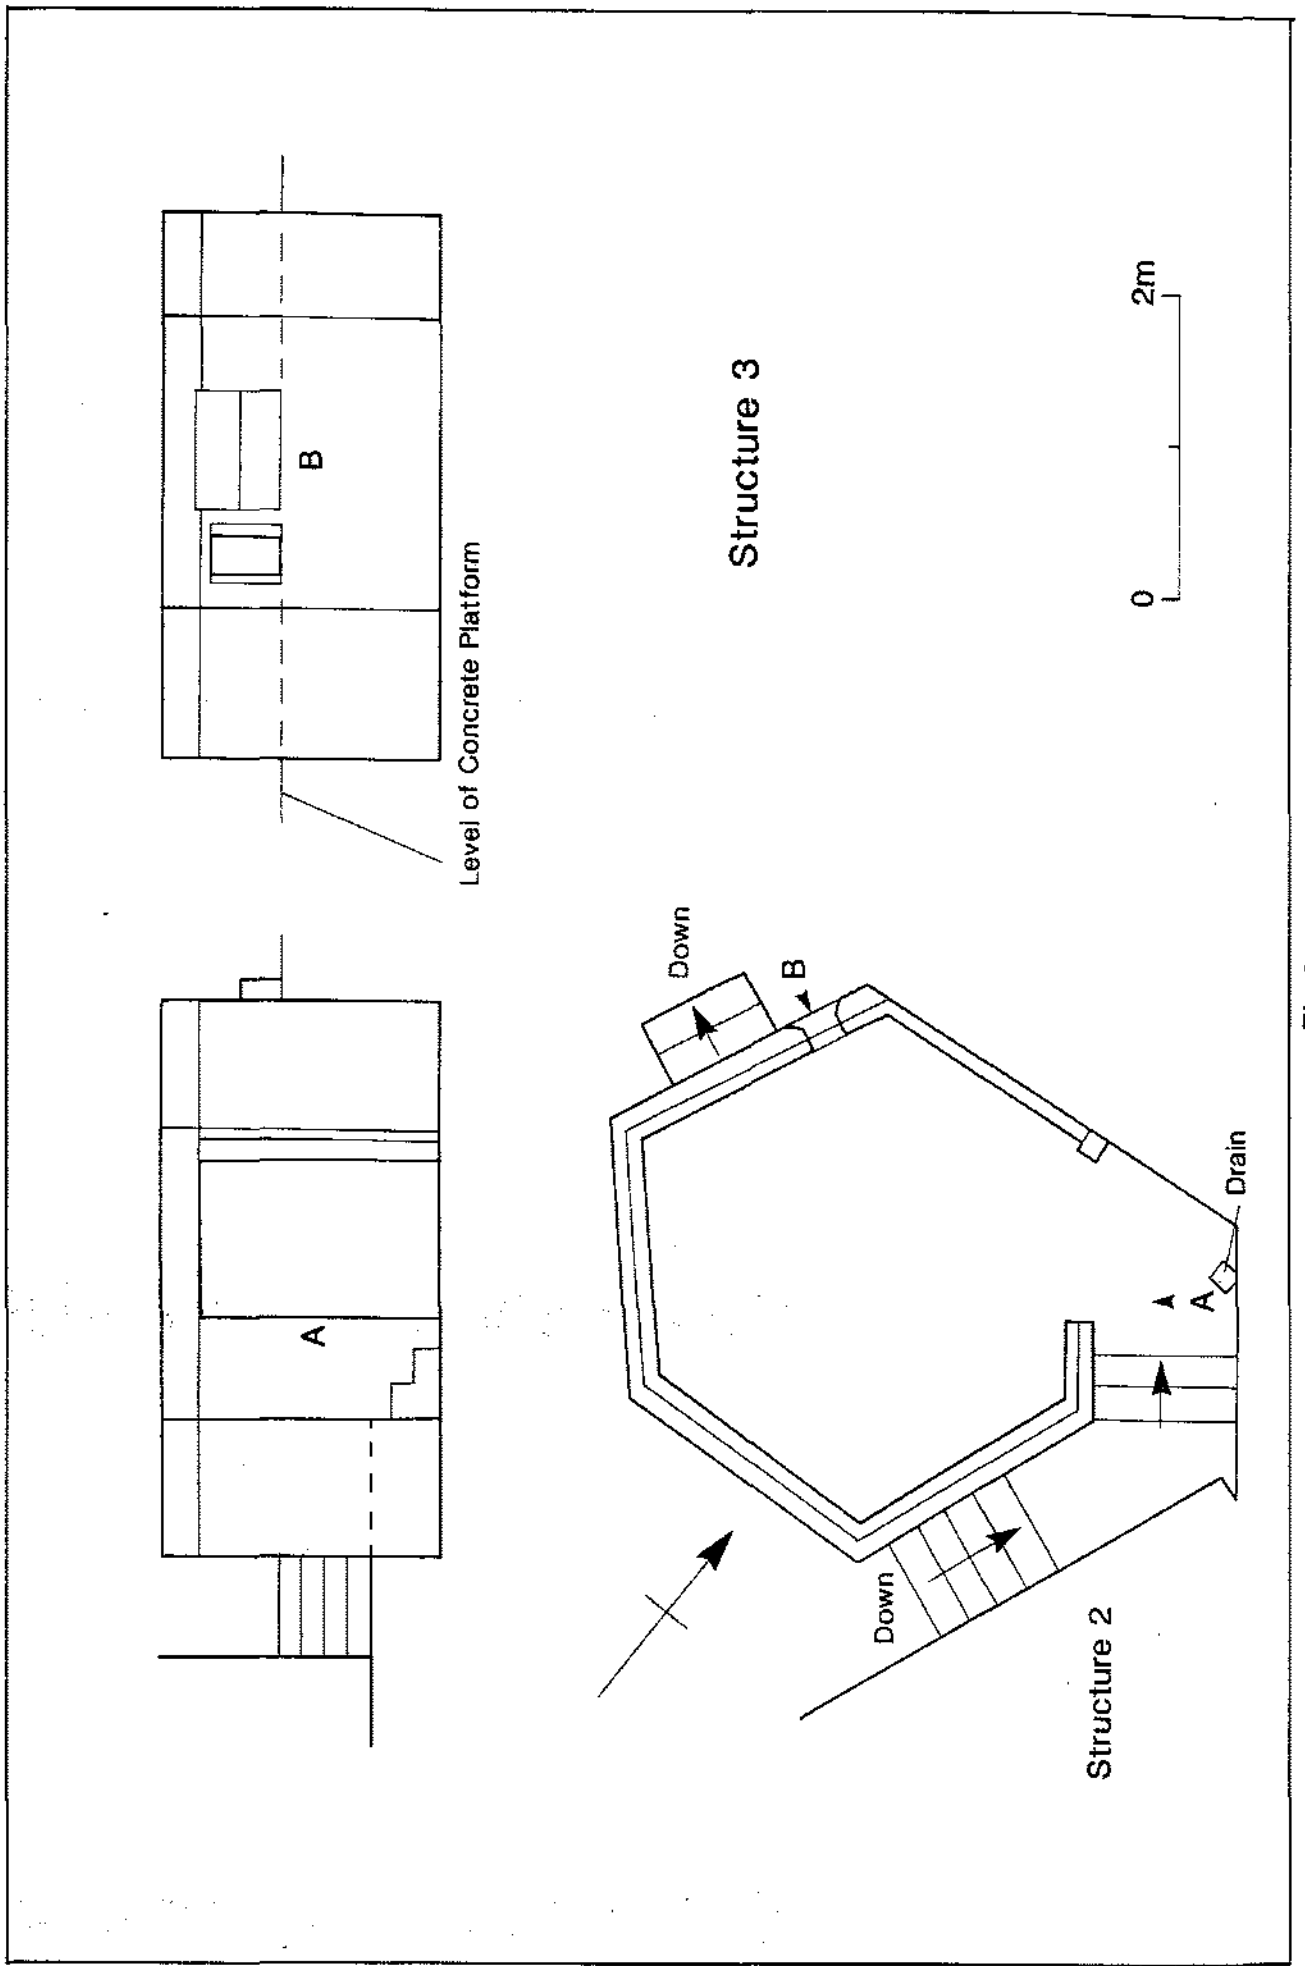 A
B
Level of Concrete Platform
Structure 3
Down
B
Down
A
Drain
Structure 2
0
2m